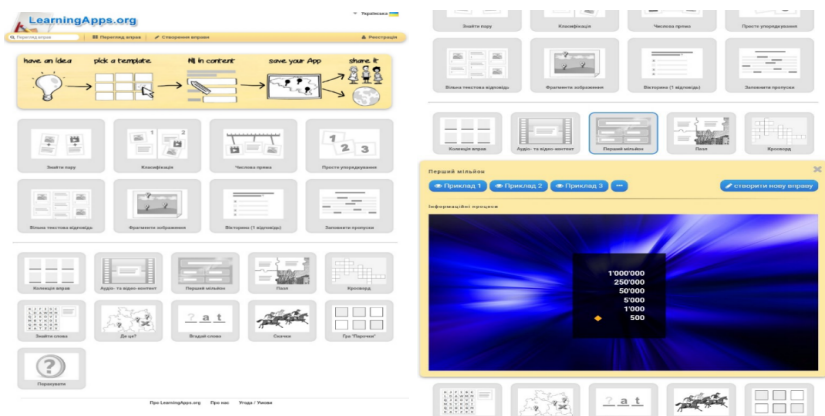 LearningApps.org
Українська
Перегляд вправ
Перегляд вправ
Створення вправи
Реєстрація
have an idea
pick a template
fill in content
save your App
share it
Знайти пару
Класифікація
Числова пряма
Просте упорядкування
1 2 3
Вільна текстова відповідь
Фрагменти зображення
Вікторина (1 відповідь)
Заповнити пропуски
Колекція вправ
Аудіо- та відео-контент
Перший мільйон
Пазл
Кросворд
Знайти слова
Де це?
? a t
Вгадай слово
Скачки
Гра "Парочки"
?
Порахувати
Про LearningApps.org
Про нас
Угода / Умови
Знайти пару
Класифікація
Числова пряма
Просте упорядкування
Вільна текстова відповідь
Фрагменти зображення
Вікторина (1 відповідь)
Заповнити пропуски
Колекція вправ
Аудіо- та відео-контент
Перший мільйон
Пазл
Кросворд
Перший мільйон
Приклад 1
Приклад 2
Приклад 3
створити нову вправу
Інформаційні процеси
1'000'000
250'000
50'000
5'000
1'000
500
? a t